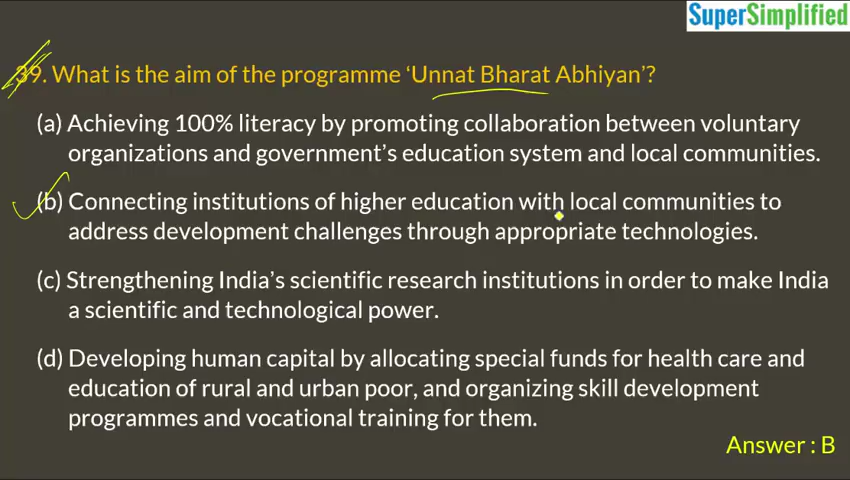 SuperSimplified
39. What is the aim of the programme ‘Unnat Bharat Abhiyan’?
(a) Achieving 100% literacy by promoting collaboration between voluntary
organizations and government’s education system and local communities.
(b) Connecting institutions of higher education with local communities to
address development challenges through appropriate technologies.
(c) Strengthening India’s scientific research institutions in order to make India
a scientific and technological power.
(d) Developing human capital by allocating special funds for health care and
education of rural and urban poor, and organizing skill development
programmes and vocational training for them.
Answer : B